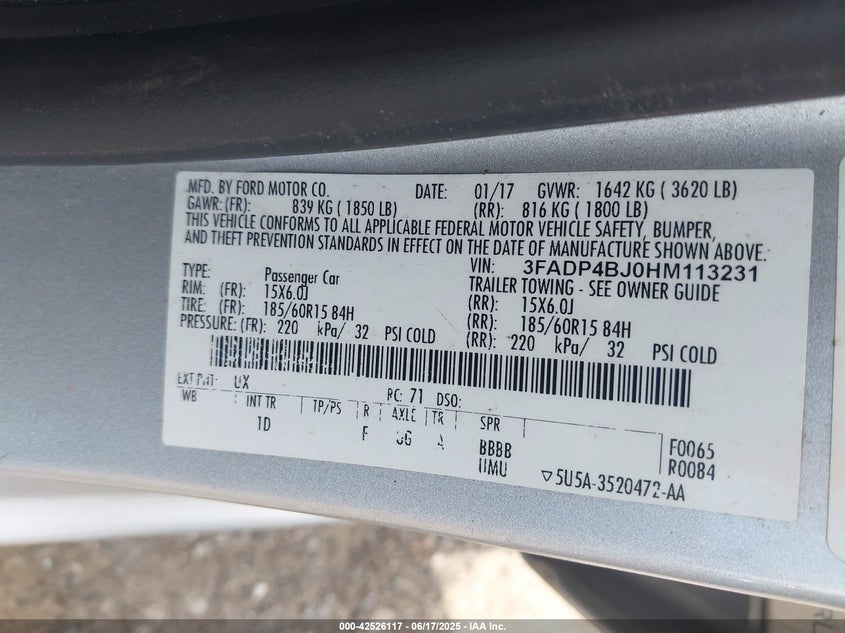 MFD. BY FORD MOTOR CO. DATE: 01/17 GVWR: 1642 KG ( 3620 LB)
GAWR: (FR): 839 KG ( 1850 LB) (RR): 816 KG ( 1800 LB)
THIS VEHICLE CONFORMS TO ALL APPLICABLE FEDERAL MOTOR VEHICLE SAFETY, BUMPER,
AND THEFT PREVENTION STANDARDS IN EFFECT ON THE DATE OF MANUFACTURE SHOWN ABOVE.
VIN: 3FADP4BJ0HM113231
TYPE: Passenger Car TRAILER TOWING - SEE OWNER GUIDE
RIM: (FR): 15X6.0J (RR): 15X6.0J
TIRE: (FR): 185/60R15 84H (RR): 185/60R15 84H
PRESSURE: (FR): 220 kPa/ 32 PSI COLD (RR): 220 kPa/ 32 PSI COLD
EXT PNT: UX RC: 71 DSO:
WB INT TR TP/PS R AXLE TR SPR
1D F A BBBB F0065
UMU R0084
5U5A-3520472-AA
000-42526117 - 06/17/2025 - IAA Inc.